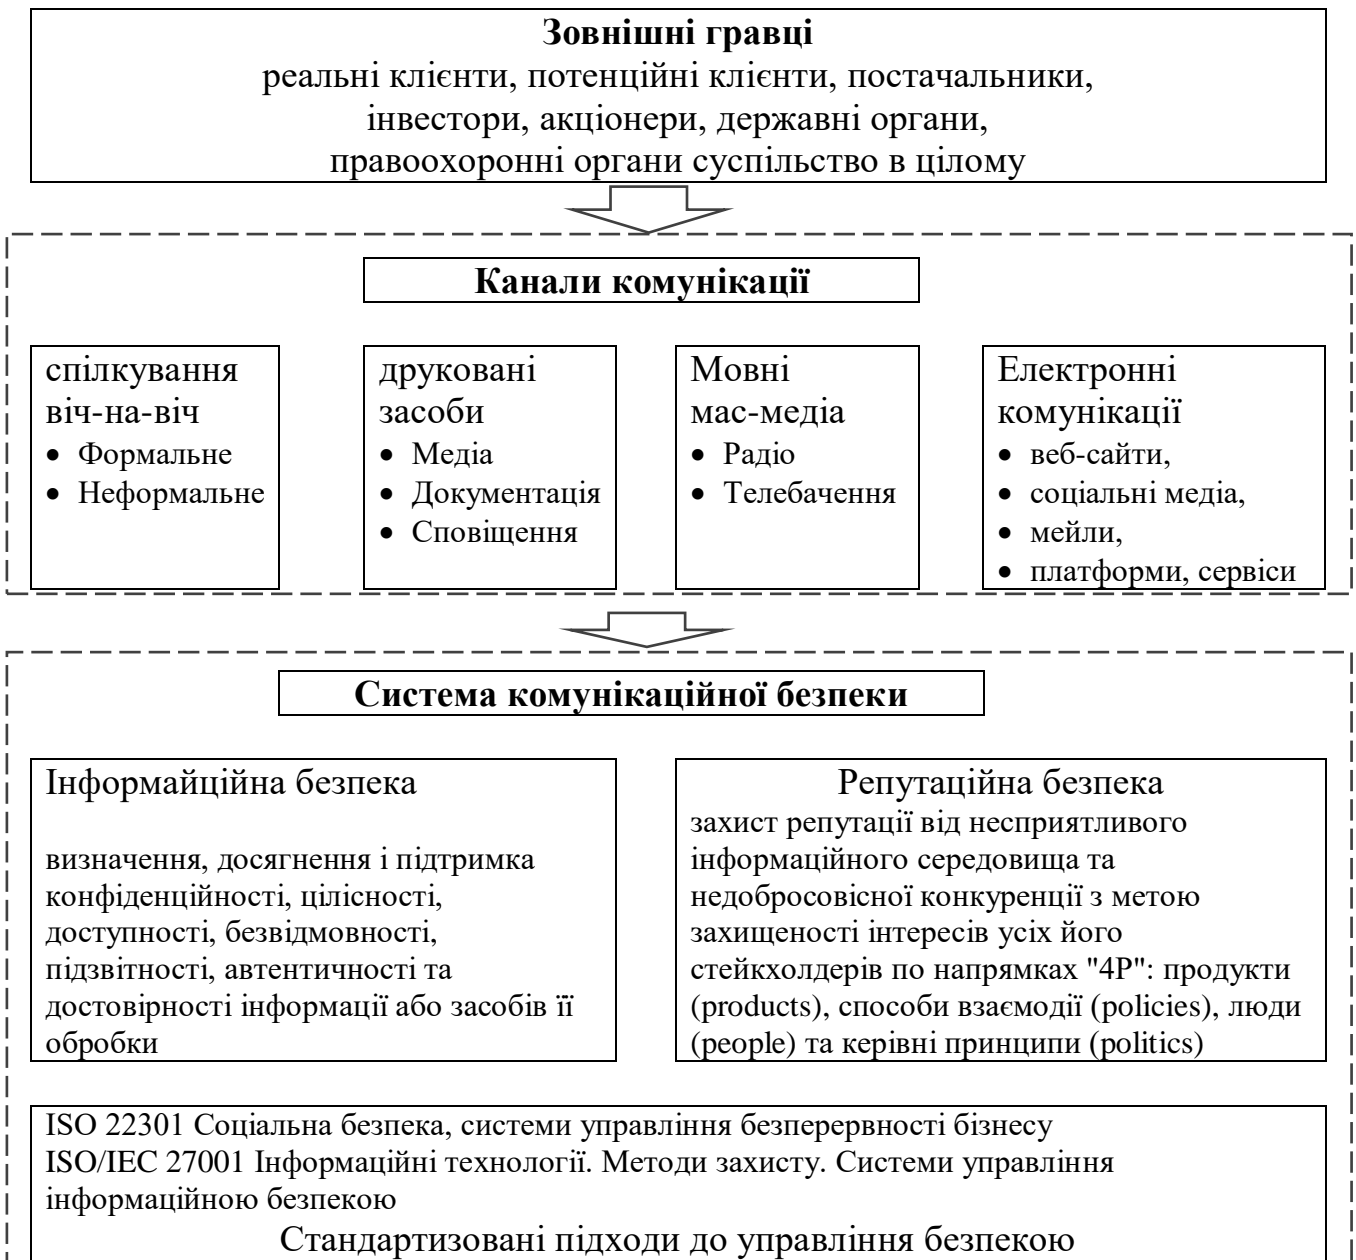 Зовнішні гравці
реальні клієнти, потенційні клієнти, постачальники,
інвестори, акціонери, державні органи,
правоохоронні органи суспільство в цілому
Канали комунікації
спілкування
віч-на-віч
• Формальне
• Неформальне
друковані
засоби
• Медіа
• Документація
• Сповіщення
Мовні
мас-медіа
• Радіо
• Телебачення
Електронні
комунікації
• веб-сайти,
• соціальні медіа,
• мейли,
• платформи, сервіси
Система комунікаційної безпеки
Інформайційна безпека
визначення, досягнення і підтримка
конфіденційності, цілісності,
доступності, безвідмовності,
підзвітності, автентичності та
достовірності інформації або засобів її
обробки
Репутаційна безпека
захист репутації від несприятливого
інформаційного середовища та
недобросовісної конкуренції з метою
захищеності інтересів усіх його
стейкхолдерів по напрямках "4Р": продукти
(products), способи взаємодії (policies), люди
(people) та керівні принципи (politics)
ISO 22301 Соціальна безпека, системи управління безперервності бізнесу
ISO/IEC 27001 Інформаційні технології. Методи захисту. Системи управління
інформаційною безпекою
Стандартизовані підходи до управління безпекою